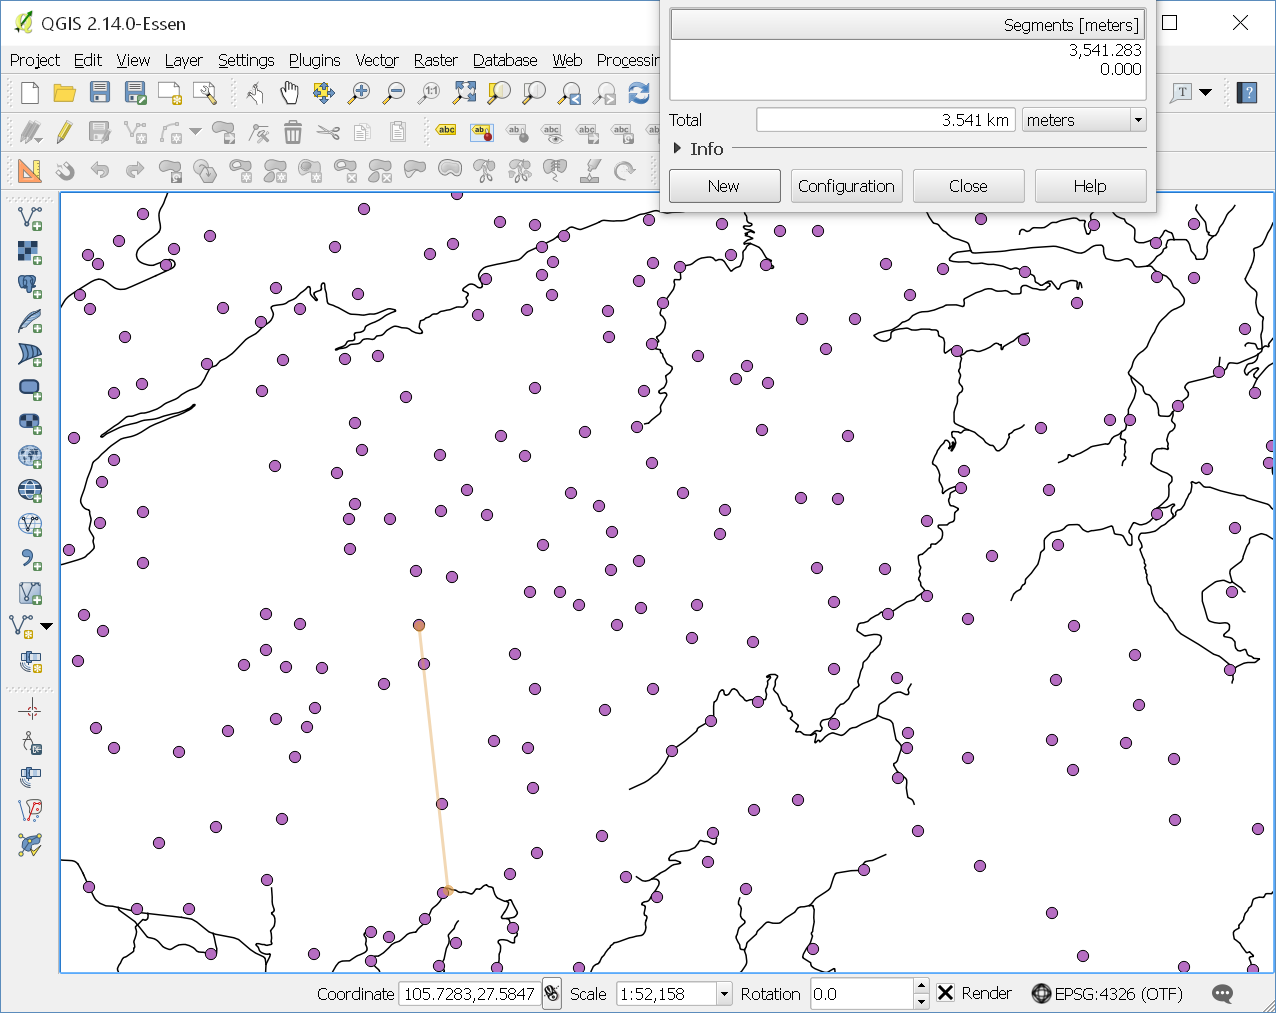 QGIS 2.14.0-Essen
Project Edit View Layer Settings Plugins Vector Raster Database Web
Segments [meters]
3,541.283
0.000
Total 3.541 km meters
Info
New Configuration Close Help
Coordinate 105.7283,27.5847 Scale 1:52,158 Rotation 0.0 Render EPSG:4326 (OTF)